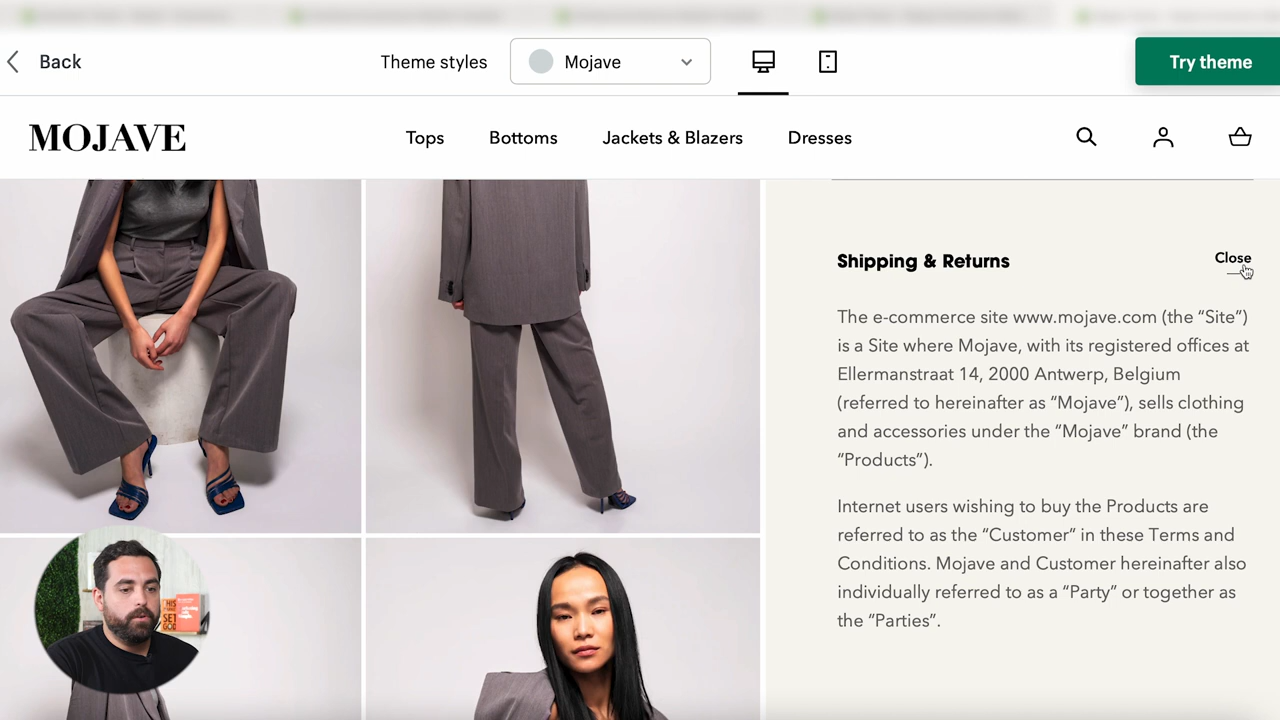 Back
Theme styles
Mojave
Try theme
MOJAVE
Tops
Bottoms
Jackets & Blazers
Dresses
Shipping & Returns
Close
The e-commerce site www.mojave.com (the “Site”)
is a Site where Mojave, with its registered offices at
Ellermanstraat 14, 2000 Antwerp, Belgium
(referred to hereinafter as “Mojave”), sells clothing
and accessories under the “Mojave” brand (the
“Products”).
Internet users wishing to buy the Products are
referred to as the “Customer” in these Terms and
Conditions. Mojave and Customer hereinafter also
individually referred to as a “Party” or together as
the “Parties”.